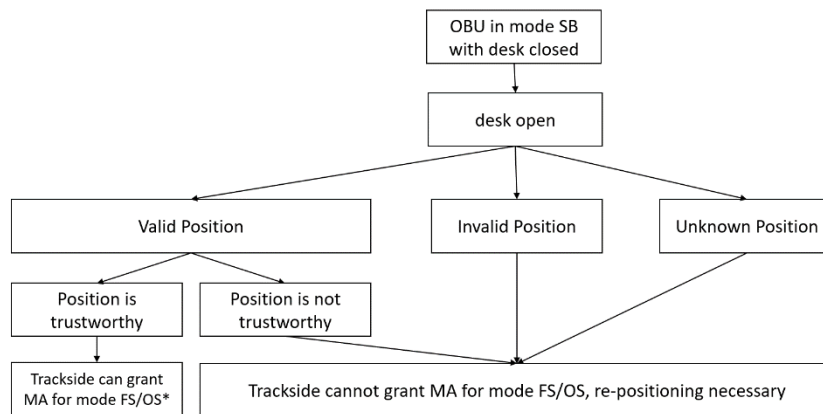 OBU in mode SB
with desk closed
desk open
Valid Position
Invalid Position
Unknown Position
Position is
trustworthy
Position is not
trustworthy
Trackside can grant
MA for mode FS/OS*
Trackside cannot grant MA for mode FS/OS, re-positioning necessary